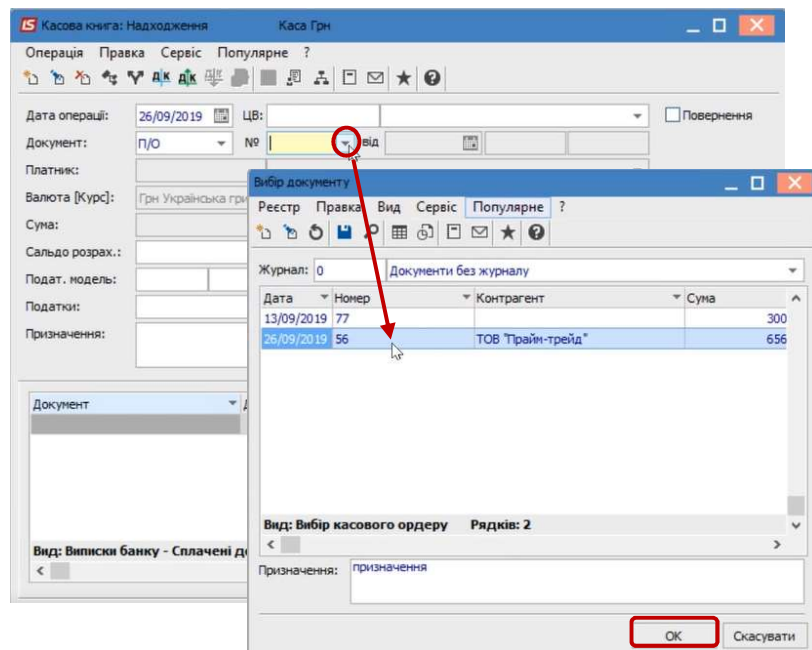 Касова книга: Надходження Каса Грн
Операція Правка Сервіс Популярне ?
Дата операції: 26/09/2019 ЦВ: Повернення
Документ: П/О № від
Платник:
Валюта [Курс]: Грн Українська гри
Сума:
Сальдо розрах.:
Подат. модель:
Податки:
Призначення:
Документ
Вид: Виписки банку - Сплачені д
Вибір документу
Реєстр Правка Вид Сервіс Популярне ?
Журнал: 0 Документи без журналу
Дата Номер Контрагент Сума
13/09/2019 77 300
26/09/2019 56 ТОВ "Прайм-трейд" 656
Вид: Вибір касового ордеру Рядків: 2
Призначення: призначення
ОК Скасувати